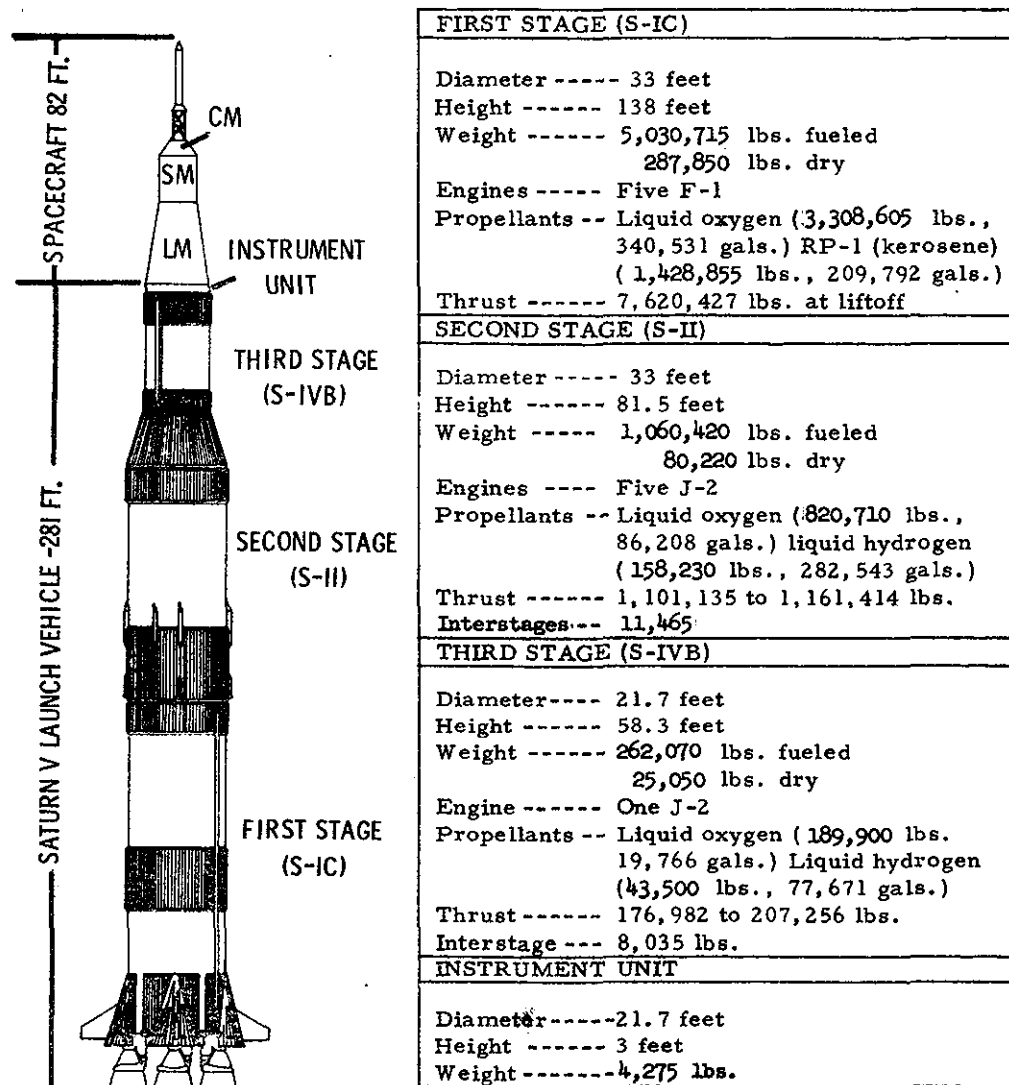 SPACECRAFT 82 FT.
CM
SM
LM
INSTRUMENT
UNIT
THIRD STAGE
(S-IVB)
SATURN V LAUNCH VEHICLE -281 FT.
SECOND STAGE
(S-II)
FIRST STAGE
(S-IC)
FIRST STAGE (S-IC)
Diameter ----- 33 feet
Height ------ 138 feet
Weight ------ 5,030,715 lbs. fueled
287,850 lbs. dry
Engines ----- Five F-1
Propellants -- Liquid oxygen (3,308,605 lbs.,
340,531 gals.) RP-1 (kerosene)
(1,428,855 lbs., 209,792 gals.)
Thrust ------ 7,620,427 lbs. at liftoff
SECOND STAGE (S-II)
Diameter ----- 33 feet
Height ------ 81.5 feet
Weight ----- 1,060,420 lbs. fueled
80,220 lbs. dry
Engines ---- Five J-2
Propellants -- Liquid oxygen (820,710 lbs.,
86,208 gals.) liquid hydrogen
(158,230 lbs., 282,543 gals.)
Thrust ------ 1,101,135 to 1,161,414 lbs.
Interstages --- 11,465
THIRD STAGE (S-IVB)
Diameter---- 21.7 feet
Height ------ 58.3 feet
Weight ------ 262,070 lbs. fueled
25,050 lbs. dry
Engine ------ One J-2
Propellants -- Liquid oxygen (189,900 lbs.
19,766 gals.) Liquid hydrogen
(43,500 lbs., 77,671 gals.)
Thrust ------ 176,982 to 207,256 lbs.
Interstage --- 8,035 lbs.
INSTRUMENT UNIT
Diameter-----21.7 feet
Height ------ 3 feet
Weight -------4,275 lbs.